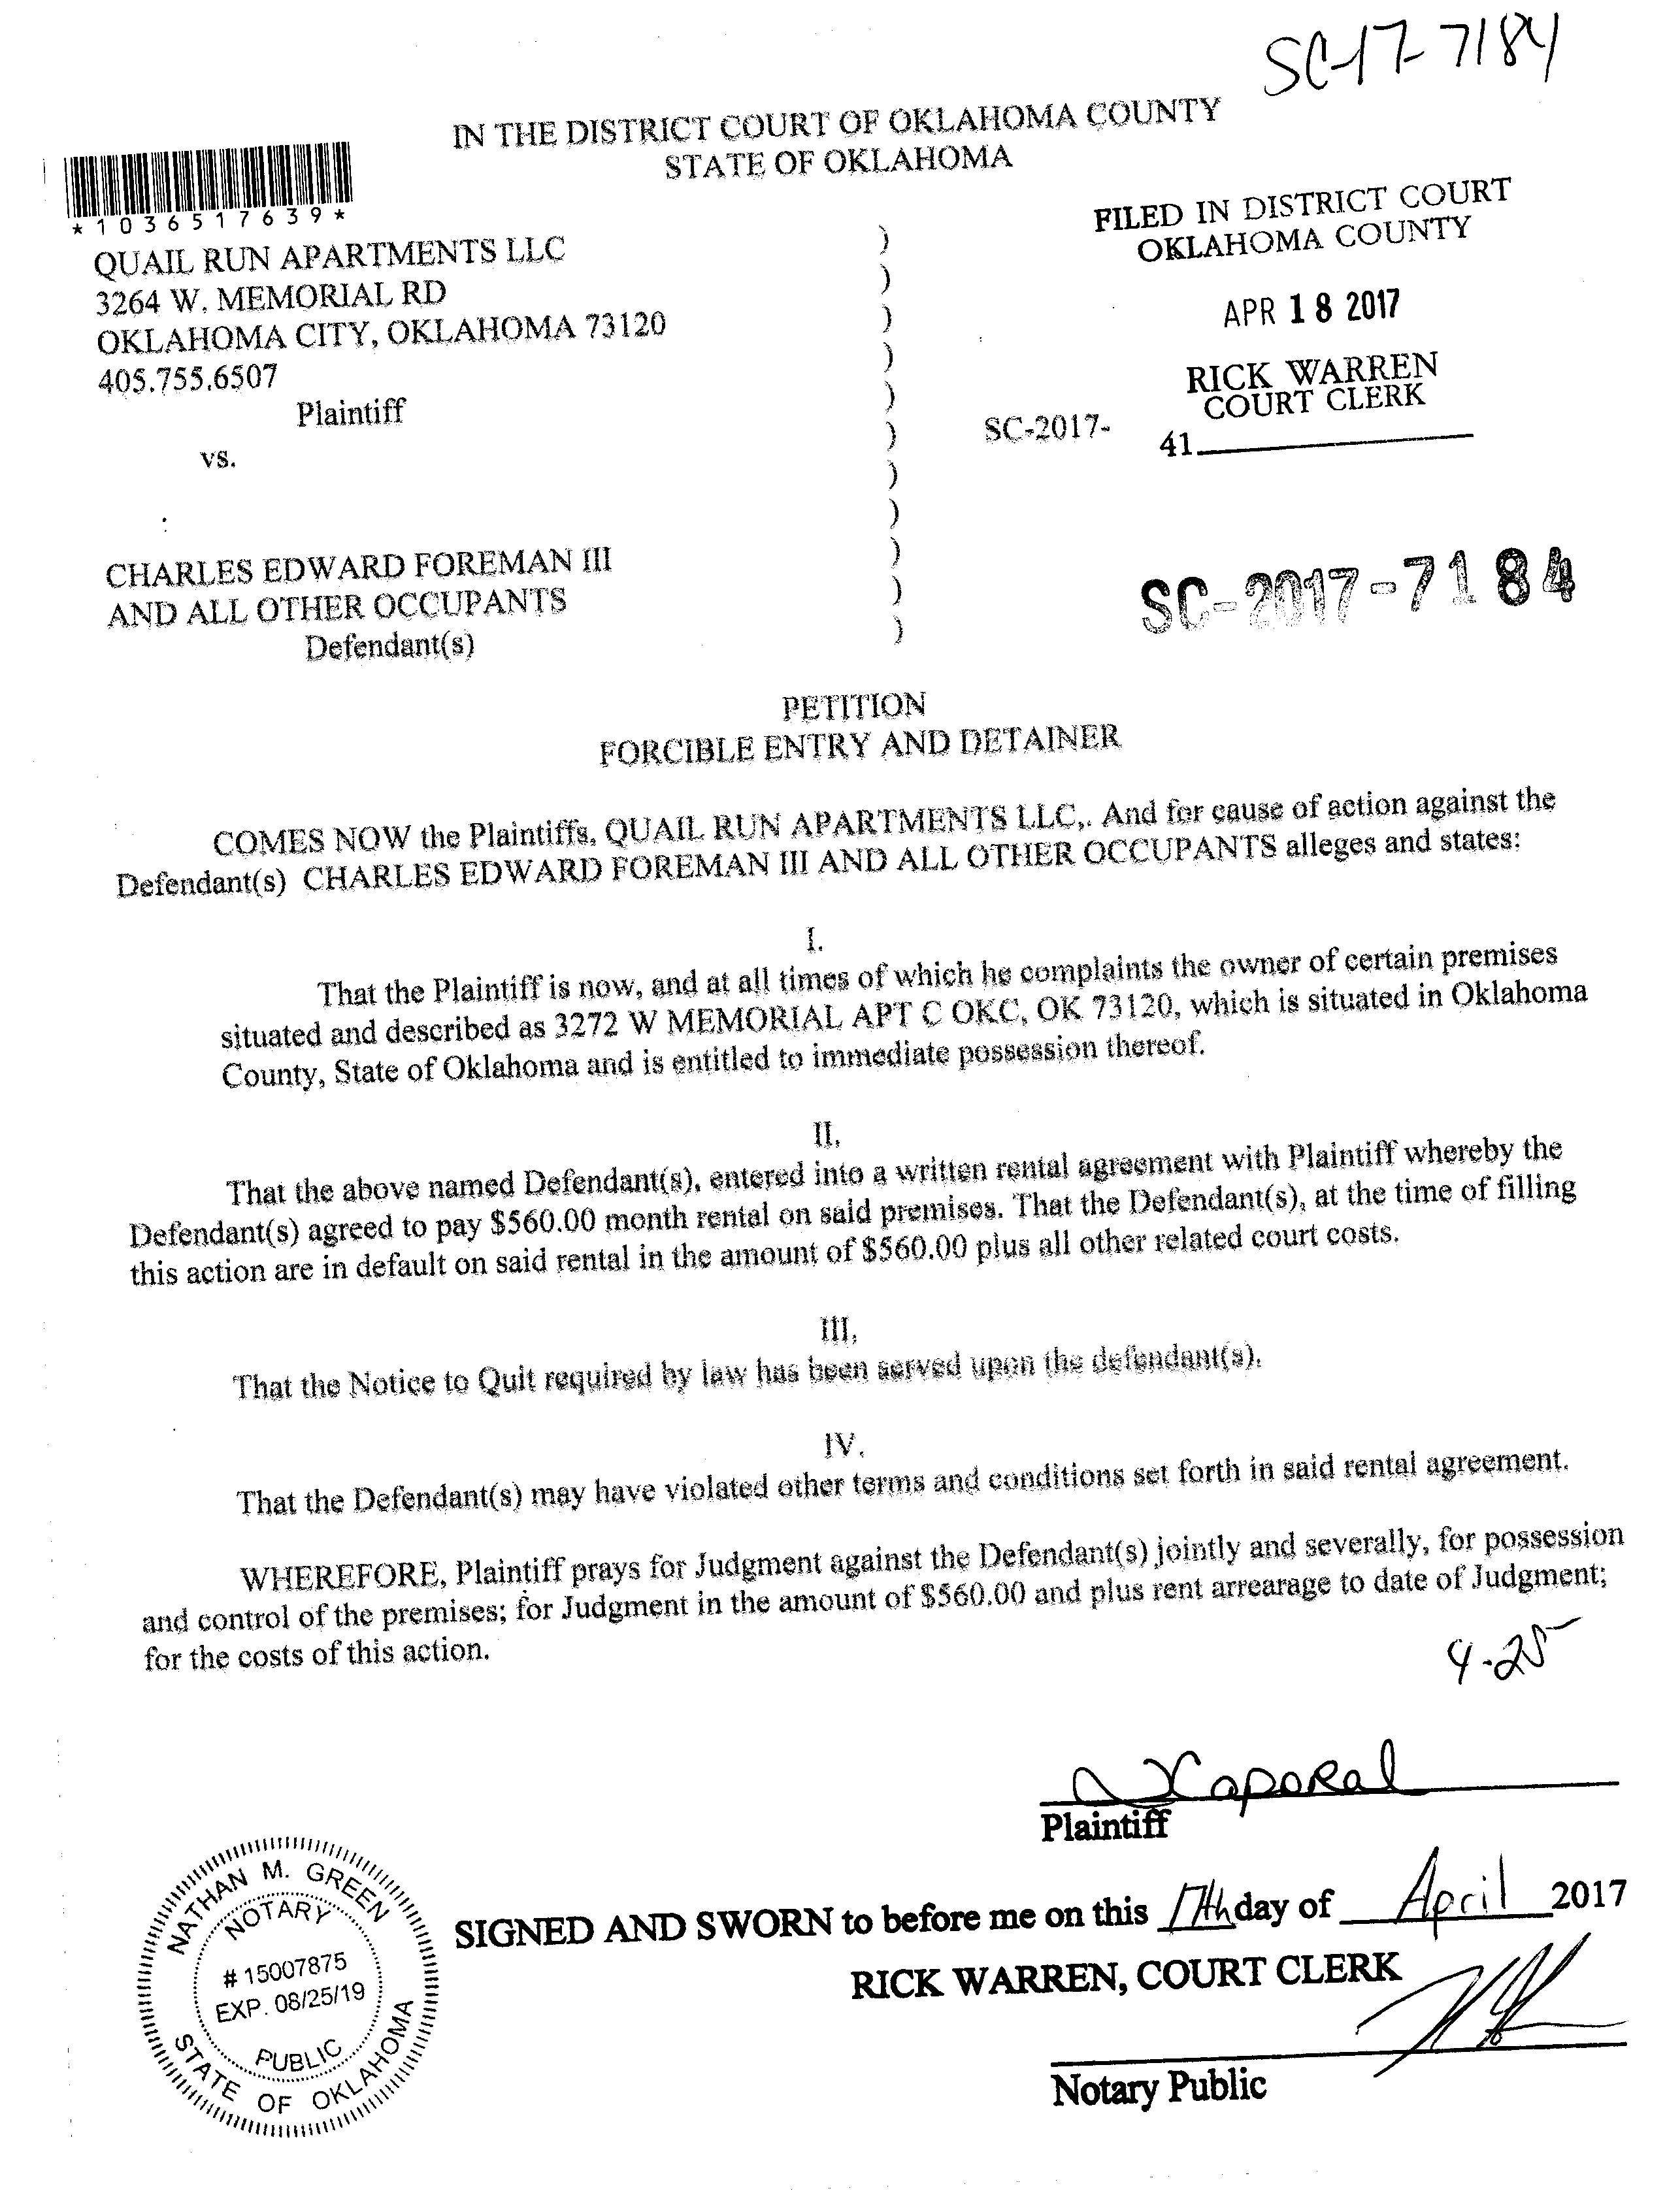 SC-17-7184
IN THE DISTRICT COURT OF OKLAHOMA COUNTY
STATE OF OKLAHOMA
*1036517639*
FILED IN DISTRICT COURT
OKLAHOMA COUNTY
APR 18 2017
RICK WARREN
COURT CLERK
41
QUAIL RUN APARTMENTS LLC )
3264 W. MEMORIAL RD )
OKLAHOMA CITY, OKLAHOMA 73120 )
405.755.6507 )
Plaintiff )
SC-2017-
vs. )
)
)
CHARLES EDWARD FOREMAN III )
AND ALL OTHER OCCUPANTS )
Defendant(s) )
SC-2017-7184
PETITION
FORCIBLE ENTRY AND DETAINER
COMES NOW the Plaintiffs, QUAIL RUN APARTMENTS LLC,. And for cause of action against the
Defendant(s) CHARLES EDWARD FOREMAN III AND ALL OTHER OCCUPANTS alleges and states:
I.
That the Plaintiff is now, and at all times of which he complaints the owner of certain premises
situated and described as 3272 W MEMORIAL APT C OKC, OK 73120, which is situated in Oklahoma
County, State of Oklahoma and is entitled to immediate possession thereof.
II.
That the above named Defendant(s), entered into a written rental agreement with Plaintiff whereby the
Defendant(s) agreed to pay $560.00 month rental on said premises. That the Defendant(s), at the time of filling
this action are in default on said rental in the amount of $560.00 plus all other related court costs.
III.
That the Notice to Quit required by law has been served upon the defendant(s).
IV.
That the Defendant(s) may have violated other terms and conditions set forth in said rental agreement.
WHEREFORE, Plaintiff prays for Judgment against the Defendant(s) jointly and severally, for possession
and control of the premises; for Judgment in the amount of $560.00 and plus rent arrearage to date of Judgment;
for the costs of this action.
4-25
Plaintiff
NATHAN M. GREEN
NOTARY
# 15007875
EXP. 08/25/19
PUBLIC
STATE OF OKLAHOMA
SIGNED AND SWORN to before me on this 17th day of April 2017
RICK WARREN, COURT CLERK
Notary Public